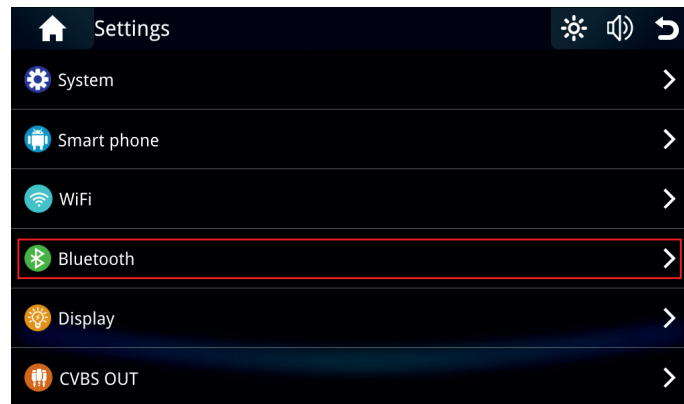 Settings
System
Smart phone
WiFi
Bluetooth
Display
CVBS OUT